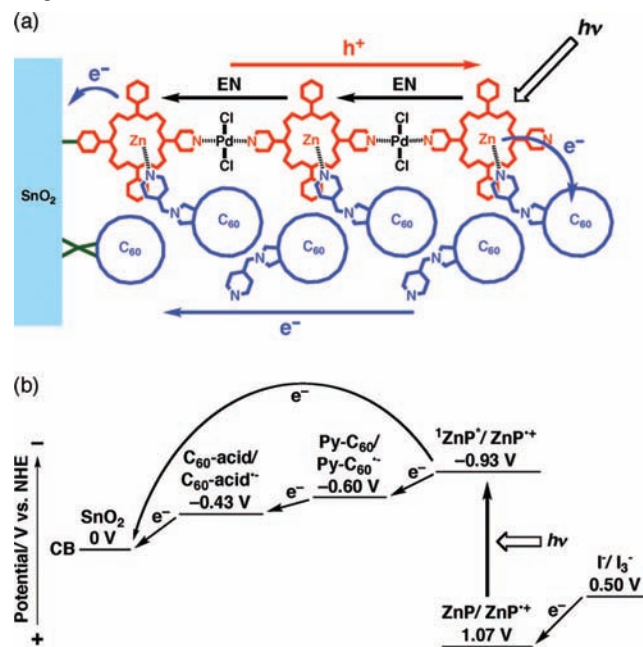 (a)
hν
h⁺
e⁻
EN
EN
Cl
Cl
Zn
N
Pd
N
Zn
N
Pd
N
Zn
N
e⁻
Cl
Cl
SnO₂
N
N
N
N
C₆₀
N
C₆₀
N
C₆₀
C₆₀
N
C₆₀
N
C₆₀
N
N
e⁻
(b)
Potential/ V vs. NHE
−
+
e⁻
¹ZnP*/ ZnP•+
−0.93 V
Py-C₆₀/
Py-C₆₀•−
−0.60 V
e⁻
C₆₀-acid/
C₆₀-acid•−
−0.43 V
e⁻
SnO₂
0 V
CB
e⁻
hν
I⁻/ I₃⁻
0.50 V
ZnP/ ZnP•+
e⁻
1.07 V